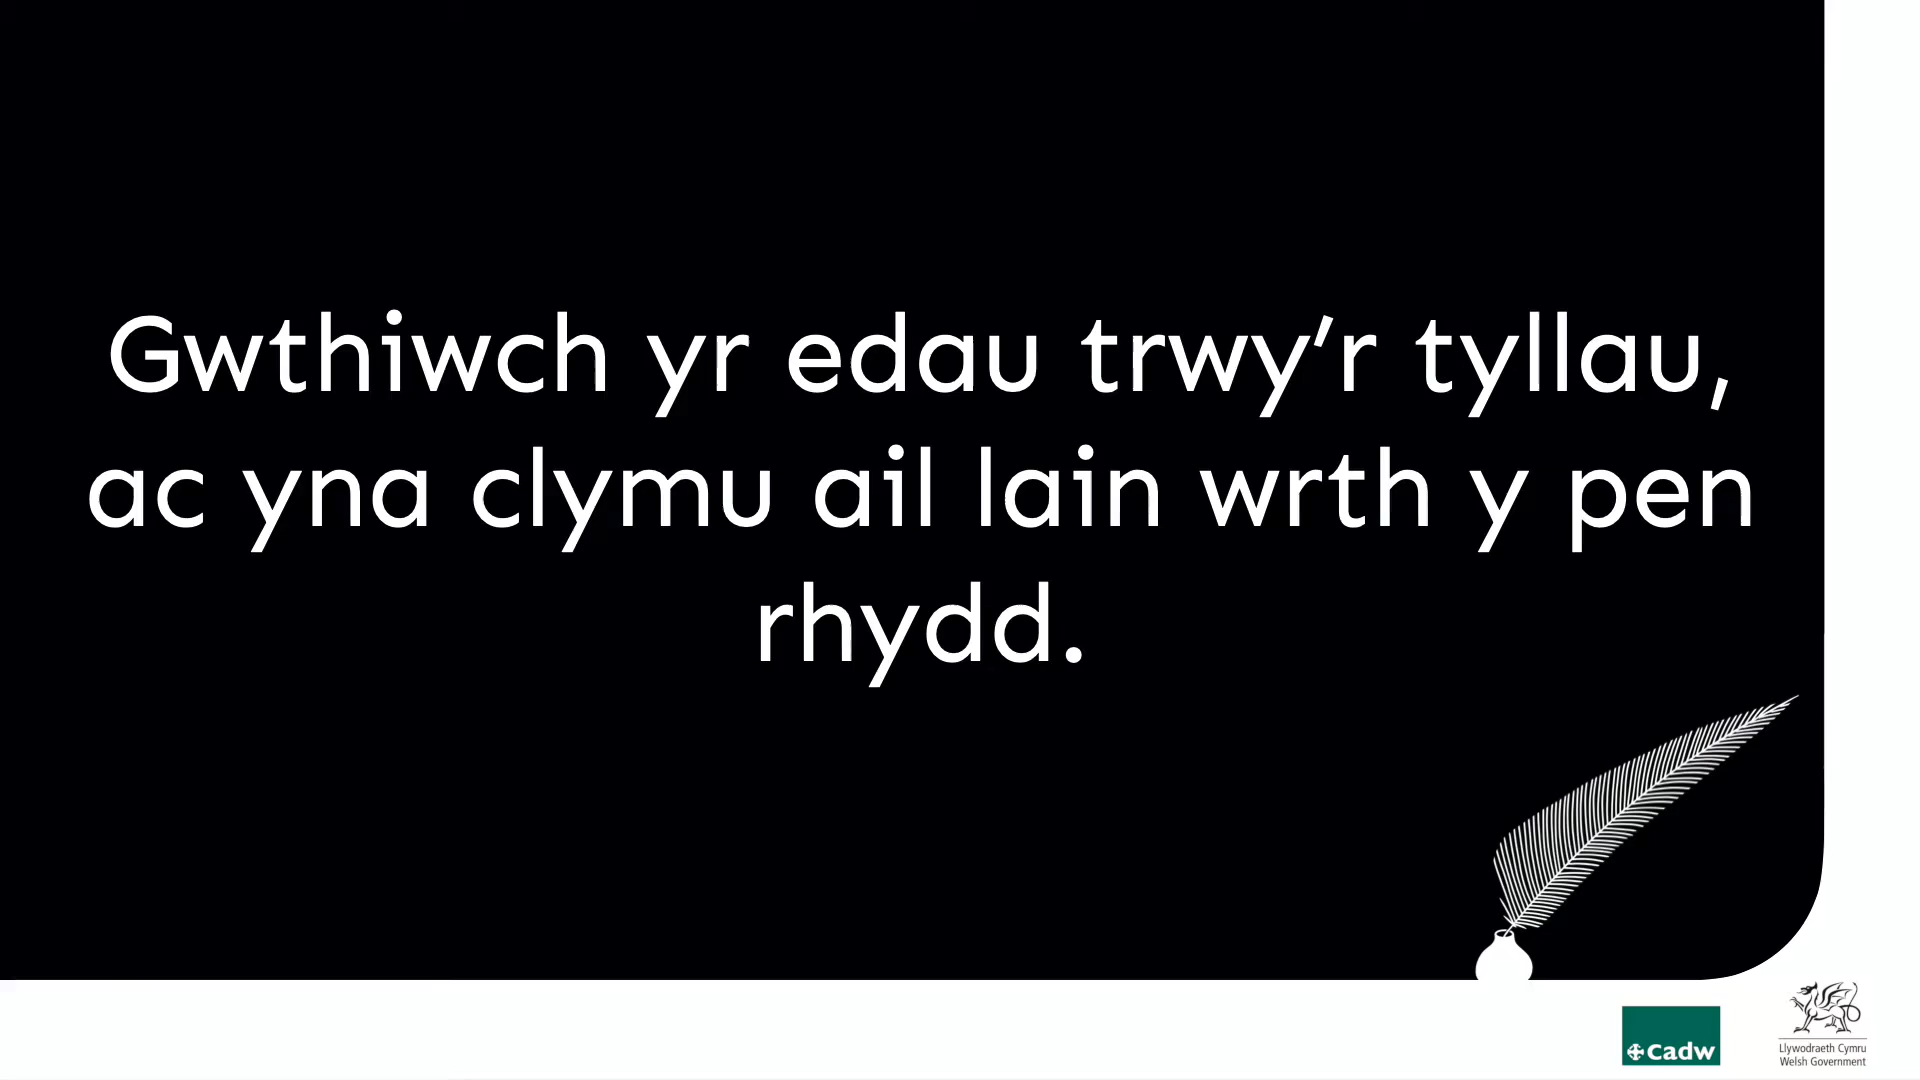 Gwthiwch yr edau trwy’r tyllau,
ac yna clymu ail lain wrth y pen
rhydd.
Cadw
Llywodraeth Cymru
Welsh Government